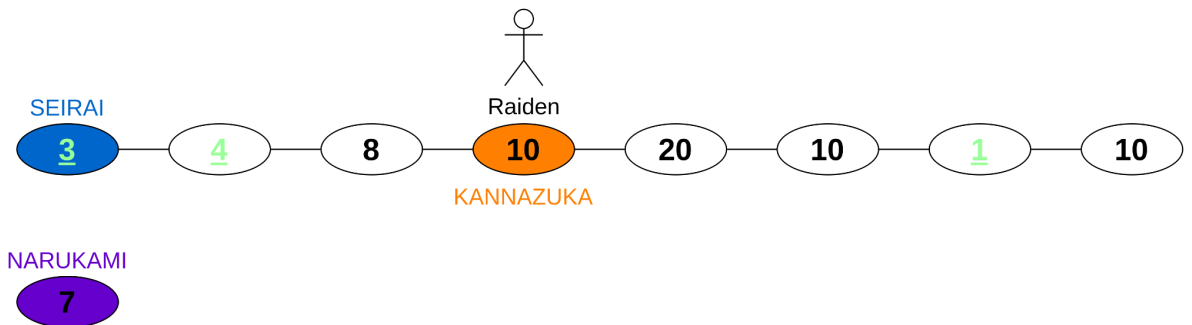 Raiden
SEIRAI
3 4 8 10 20 10 1 10
KANNAZUKA
NARUKAMI
7